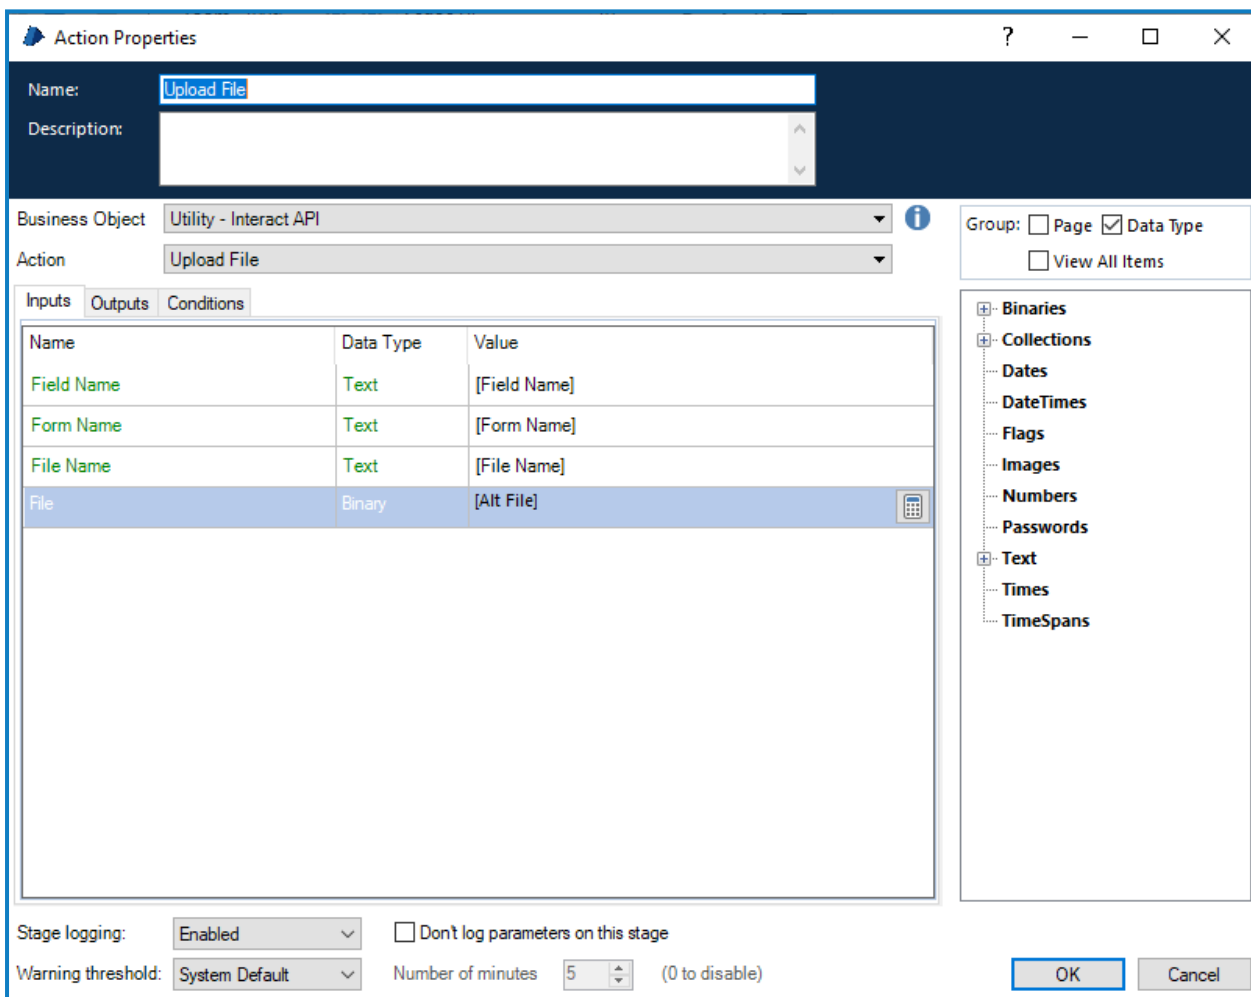 Action Properties
Name: Upload File
Description:
Business Object Utility - Interact API
Action Upload File
Group: Page Data Type
View All Items
Inputs Outputs Conditions
Name Data Type Value
Field Name Text [Field Name]
Form Name Text [Form Name]
File Name Text [File Name]
File Binary [Alt File]
Binaries
Collections
Dates
DateTimes
Flags
Images
Numbers
Passwords
Text
Times
TimeSpans
Stage logging: Enabled Don't log parameters on this stage
Warning threshold: System Default Number of minutes 5 (0 to disable)
OK Cancel